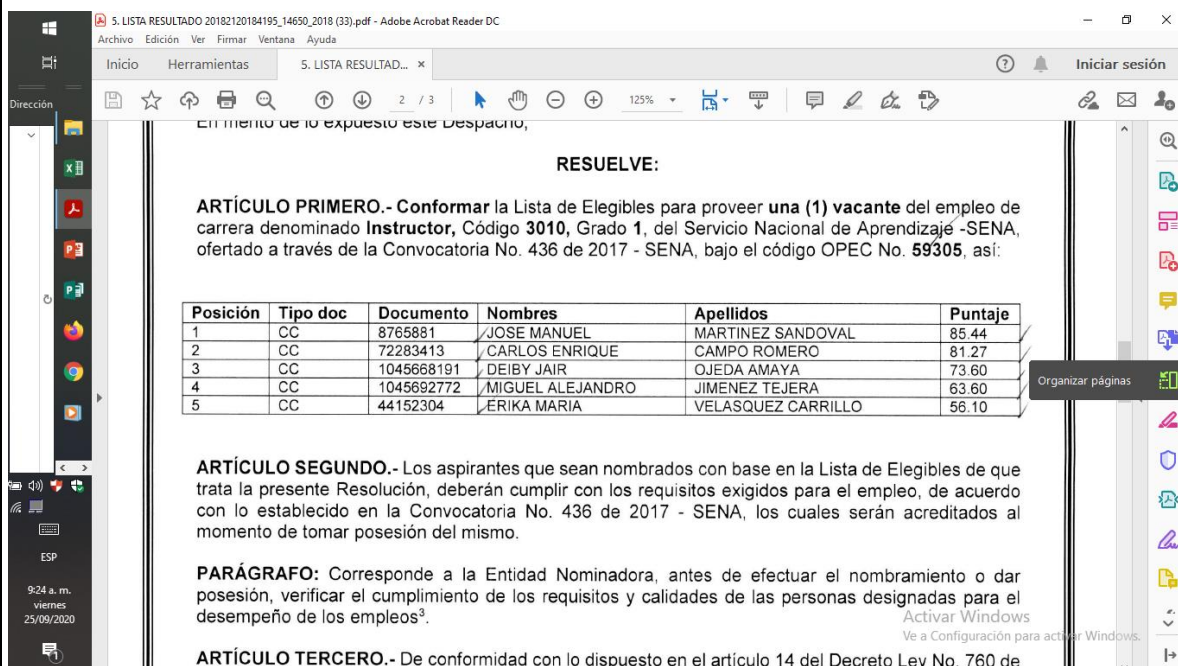 5. LISTA RESULTADO 20182120184195_14650_2018 (33).pdf - Adobe Acrobat Reader DC
Archivo Edición Ver Firmar Ventana Ayuda
Inicio Herramientas 5. LISTA RESULTAD... × Iniciar sesión
Dirección
2 / 3 125%
En mérito de lo expuesto este Despacho,
RESUELVE:
ARTÍCULO PRIMERO.- Conformar la Lista de Elegibles para proveer una (1) vacante del empleo de
carrera denominado Instructor, Código 3010, Grado 1, del Servicio Nacional de Aprendizaje -SENA,
ofertado a través de la Convocatoria No. 436 de 2017 - SENA, bajo el código OPEC No. 59305, así:
Posición Tipo doc Documento Nombres Apellidos Puntaje
1 CC 8765881 JOSE MANUEL MARTINEZ SANDOVAL 85.44
2 CC 72283413 CARLOS ENRIQUE CAMPO ROMERO 81.27
3 CC 1045668191 DEIBY JAIR OJEDA AMAYA 73.60
4 CC 1045692772 MIGUEL ALEJANDRO JIMENEZ TEJERA 63.60
5 CC 44152304 ERIKA MARIA VELASQUEZ CARRILLO 56.10
Organizar páginas
ARTÍCULO SEGUNDO.- Los aspirantes que sean nombrados con base en la Lista de Elegibles de que
trata la presente Resolución, deberán cumplir con los requisitos exigidos para el empleo, de acuerdo
con lo establecido en la Convocatoria No. 436 de 2017 - SENA, los cuales serán acreditados al
momento de tomar posesión del mismo.
PARÁGRAFO: Corresponde a la Entidad Nominadora, antes de efectuar el nombramiento o dar
posesión, verificar el cumplimiento de los requisitos y calidades de las personas designadas para el
desempeño de los empleos³.
Activar Windows
Ve a Configuración para activar Windows.
ARTÍCULO TERCERO.- De conformidad con lo dispuesto en el artículo 14 del Decreto Ley No. 760 de
ESP
9:24 a. m.
viernes
25/09/2020